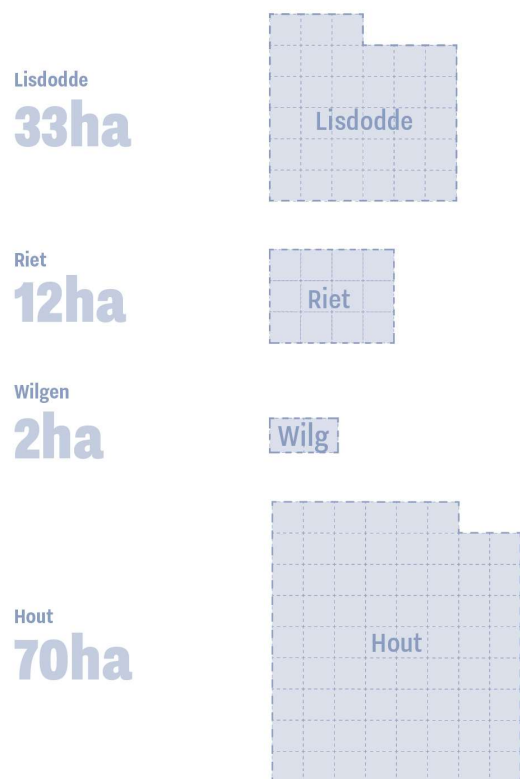 Lisdodde
33ha
Lisdodde
Riet
12ha
Riet
Wilgen
2ha
Wilg
Hout
70ha
Hout